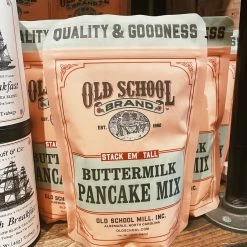 QUALITY & GOODNESS
OLD SCHOOL
BRAND
EST.
STACK EM TALL
BUTTERMILK
PANCAKE MIX
OLD SCHOOL MILL, INC.
ALBEMARLE, NORTH CAROLINA
OLDSCHOOL.COM